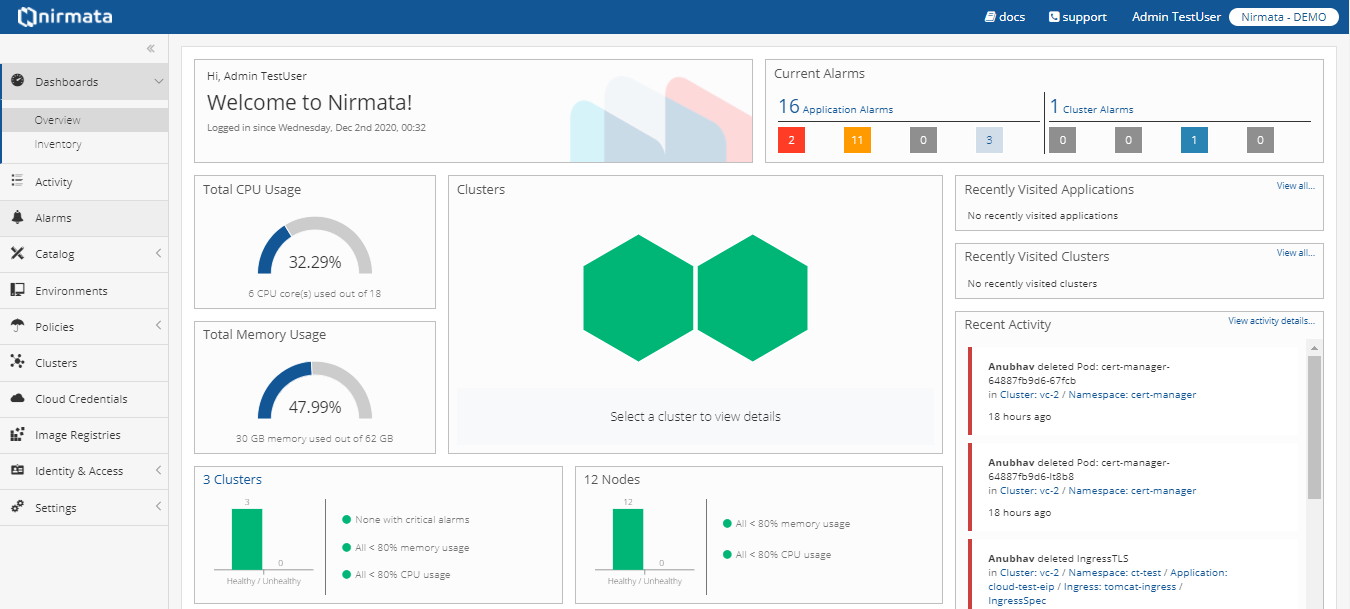 nirmata
docs
support
Admin TestUser
Nirmata - DEMO
«
Dashboards
Overview
Inventory
Activity
Alarms
Catalog
Environments
Policies
Clusters
Cloud Credentials
Image Registries
Identity & Access
Settings
Hi, Admin TestUser
Welcome to Nirmata!
Logged in since Wednesday, Dec 2nd 2020, 00:32
Current Alarms
16 Application Alarms
2 11 0 3
1 Cluster Alarms
0 0 1 0
Total CPU Usage
32.29%
6 CPU core(s) used out of 18
Total Memory Usage
47.99%
30 GB memory used out of 62 GB
Clusters
Select a cluster to view details
3 Clusters
3
0
Healthy / Unhealthy
None with critical alarms
All < 80% memory usage
All < 80% CPU usage
12 Nodes
12
0
Healthy / Unhealthy
All < 80% memory usage
All < 80% CPU usage
Recently Visited Applications
View all...
No recently visited applications
Recently Visited Clusters
View all...
No recently visited clusters
Recent Activity
View activity details...
Anubhav deleted Pod: cert-manager-
64887fb9d6-67fcb
in Cluster: vc-2 / Namespace: cert-manager
18 hours ago
Anubhav deleted Pod: cert-manager-
64887fb9d6-lt8b8
in Cluster: vc-2 / Namespace: cert-manager
18 hours ago
Anubhav deleted IngressTLS
in Cluster: vc-2 / Namespace: ct-test / Application:
cloud-test-eip / Ingress: tomcat-ingress /
IngressSpec